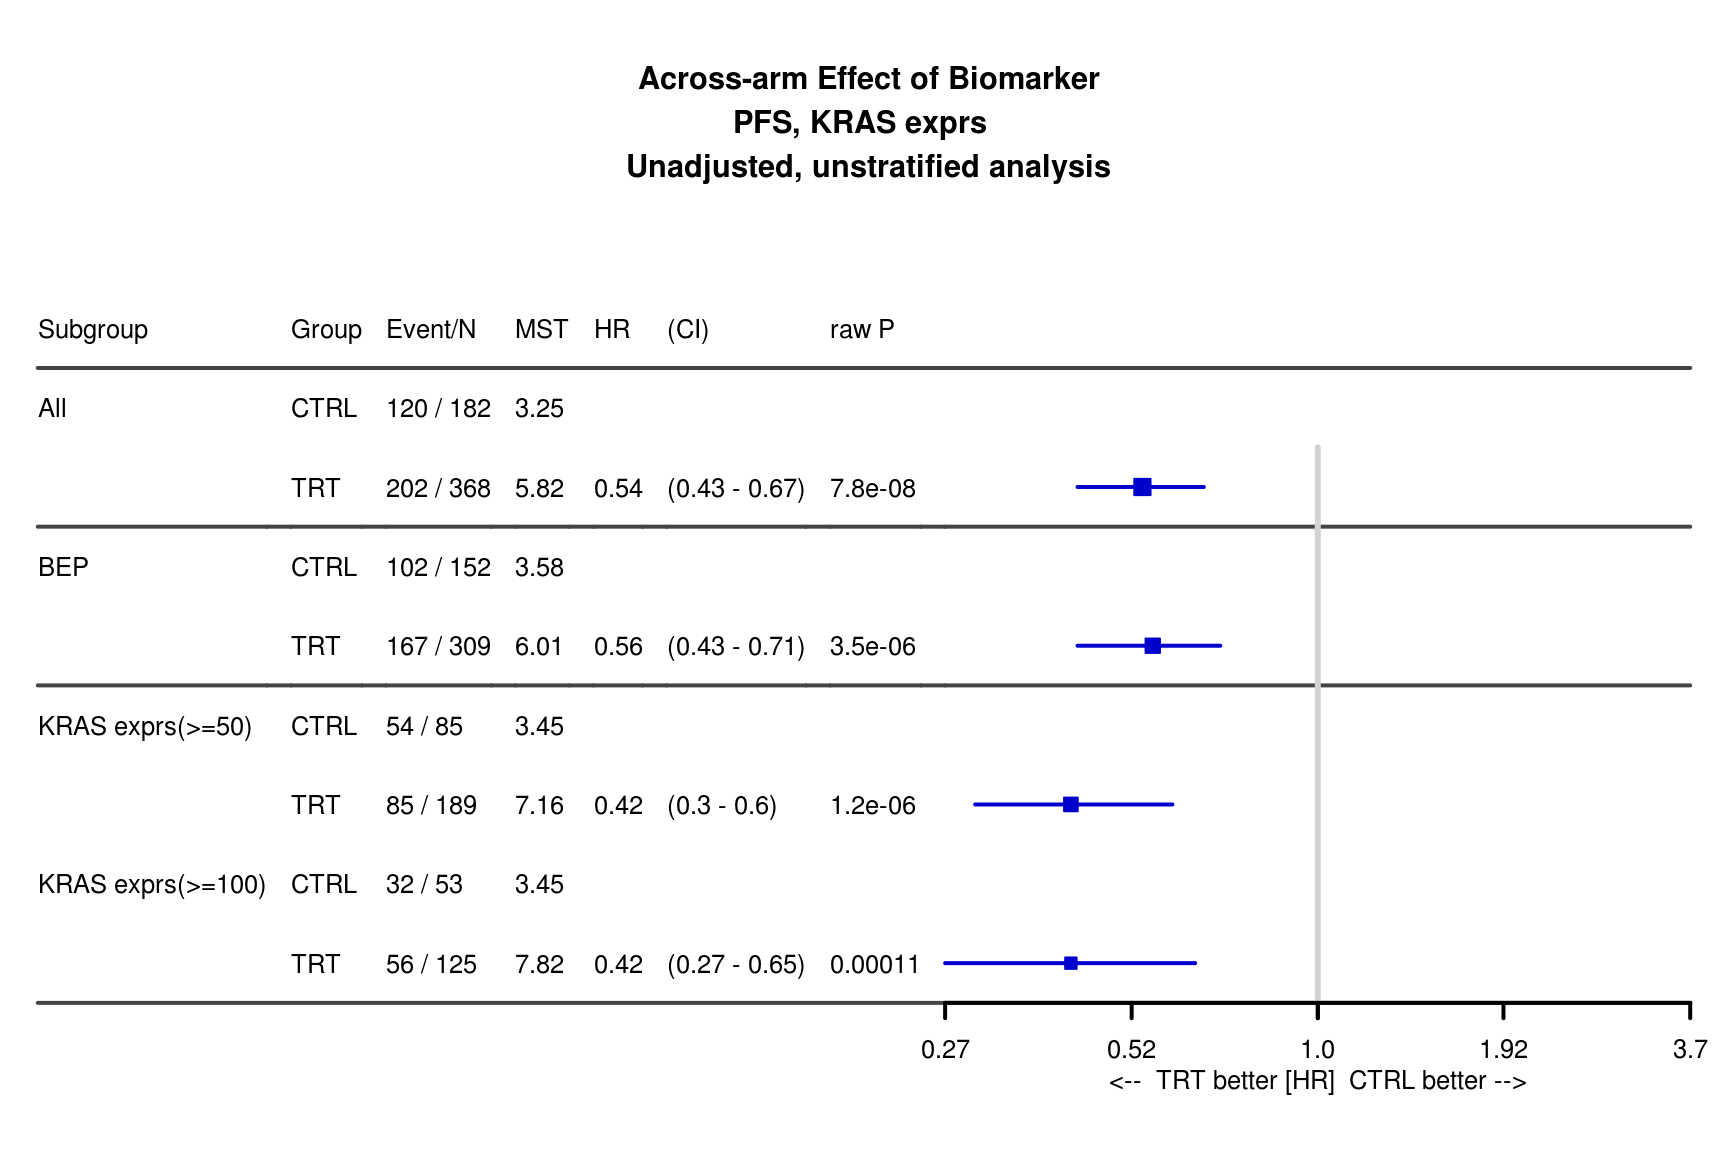 Across-arm Effect of Biomarker
PFS, KRAS exprs
Unadjusted, unstratified analysis
Subgroup Group Event/N MST HR (CI) raw P
All CTRL 120 / 182 3.25
TRT 202 / 368 5.82 0.54 (0.43 - 0.67) 7.8e-08
BEP CTRL 102 / 152 3.58
TRT 167 / 309 6.01 0.56 (0.43 - 0.71) 3.5e-06
KRAS exprs(>=50) CTRL 54 / 85 3.45
TRT 85 / 189 7.16 0.42 (0.3 - 0.6) 1.2e-06
KRAS exprs(>=100) CTRL 32 / 53 3.45
TRT 56 / 125 7.82 0.42 (0.27 - 0.65) 0.00011
0.27 0.52 1.0 1.92 3.7
<-- TRT better [HR] CTRL better -->